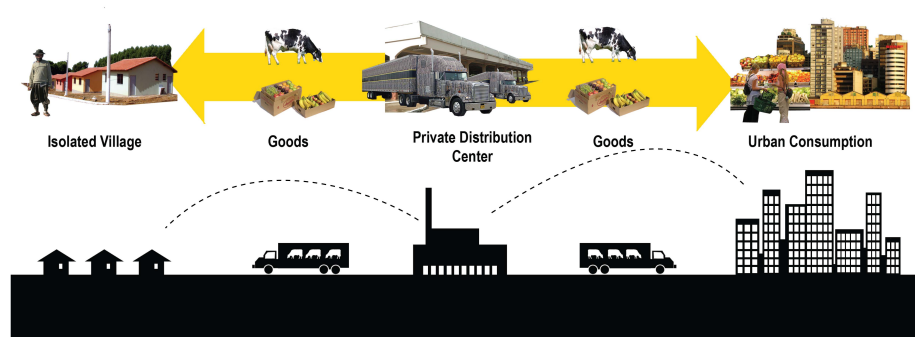 Isolated Village
Goods
Private Distribution
Center
Goods
Urban Consumption